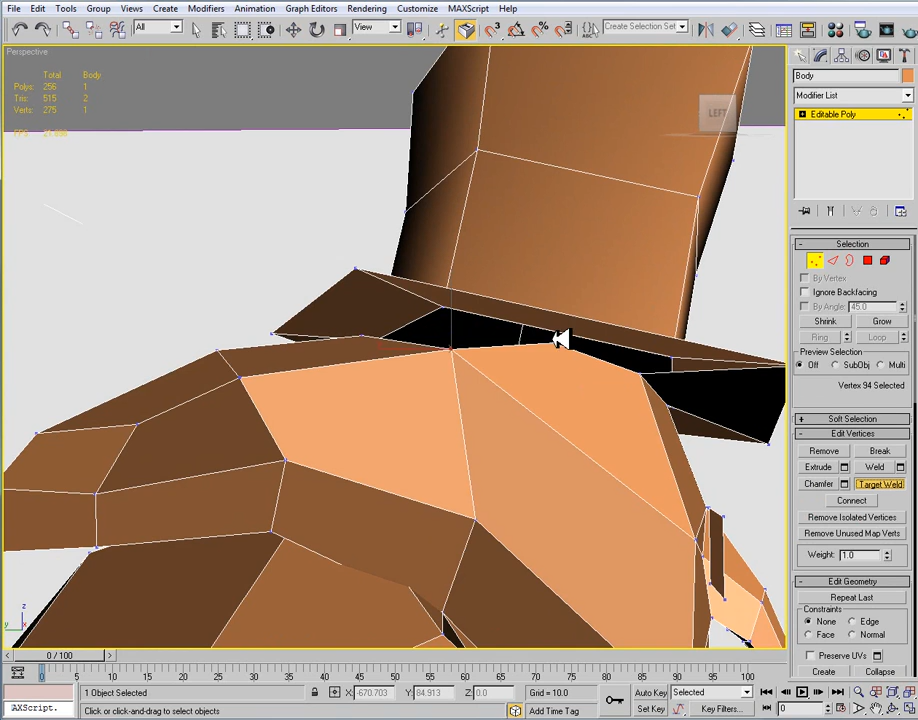 File Edit Tools Group Views Create Modifiers Animation Graph Editors Rendering Customize MAXScript Help
All View 3 Create Selection Set
Perspective
Total Body
Polys: 256 1
Tris: 515 2
Verts: 275 1
LEFT
Body
Modifier List
Editable Poly
Selection
By Vertex
Ignore Backfacing
By Angle: 45.0
Shrink Grow
Ring Loop
Preview Selection
Off SubObj Multi
Vertex 94 Selected
Soft Selection
Edit Vertices
Remove Break
Extrude Weld
Chamfer Target Weld
Connect
Remove Isolated Vertices
Remove Unused Map Verts
Weight: 1.0
Edit Geometry
Repeat Last
Constraints
None Edge
Face Normal
Preserve UVs
Create Collapse
z
y x
0 / 100
0 5 10 15 20 25 30 35 40 45 50 55 60 65 70 75 80 85 90 95 100
1 Object Selected X: -670.703 Y: 84.913 Z: 0.0 Grid = 10.0 Auto Key Selected
AXScript. Click or click-and-drag to select objects Add Time Tag Set Key Key Filters... 0